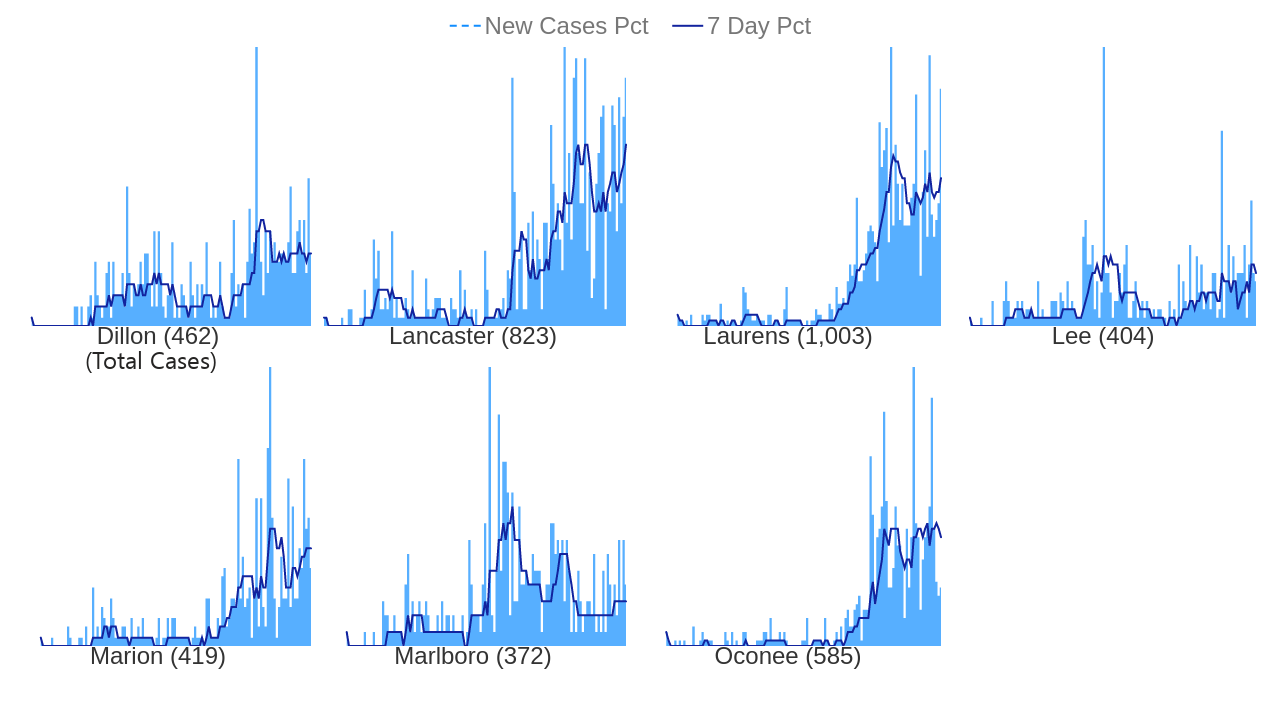 New Cases Pct 7 Day Pct
Dillon (462) Lancaster (823) Laurens (1,003) Lee (404)
(Total Cases)
Marion (419) Marlboro (372) Oconee (585)